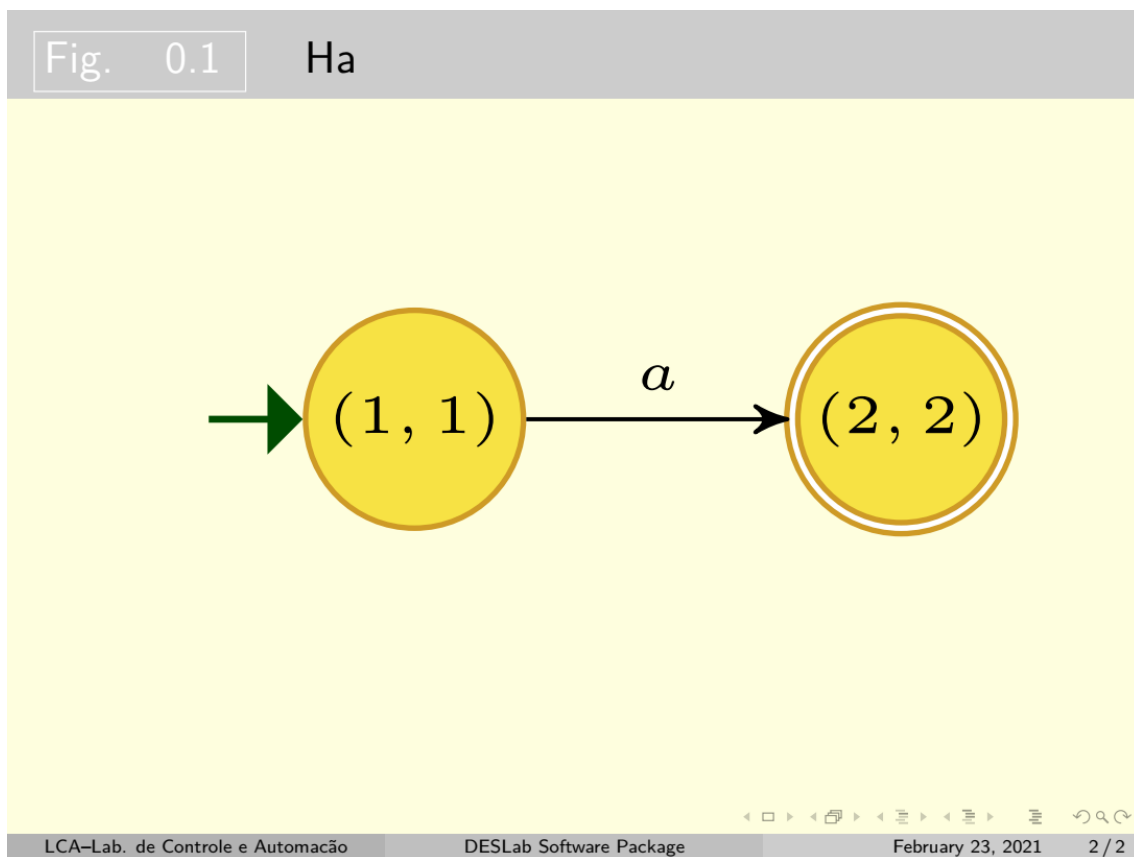 Fig. 0.1 Ha
a
(1, 1) (2, 2)
LCA–Lab. de Controle e Automacão DESLab Software Package February 23, 2021 2 / 2